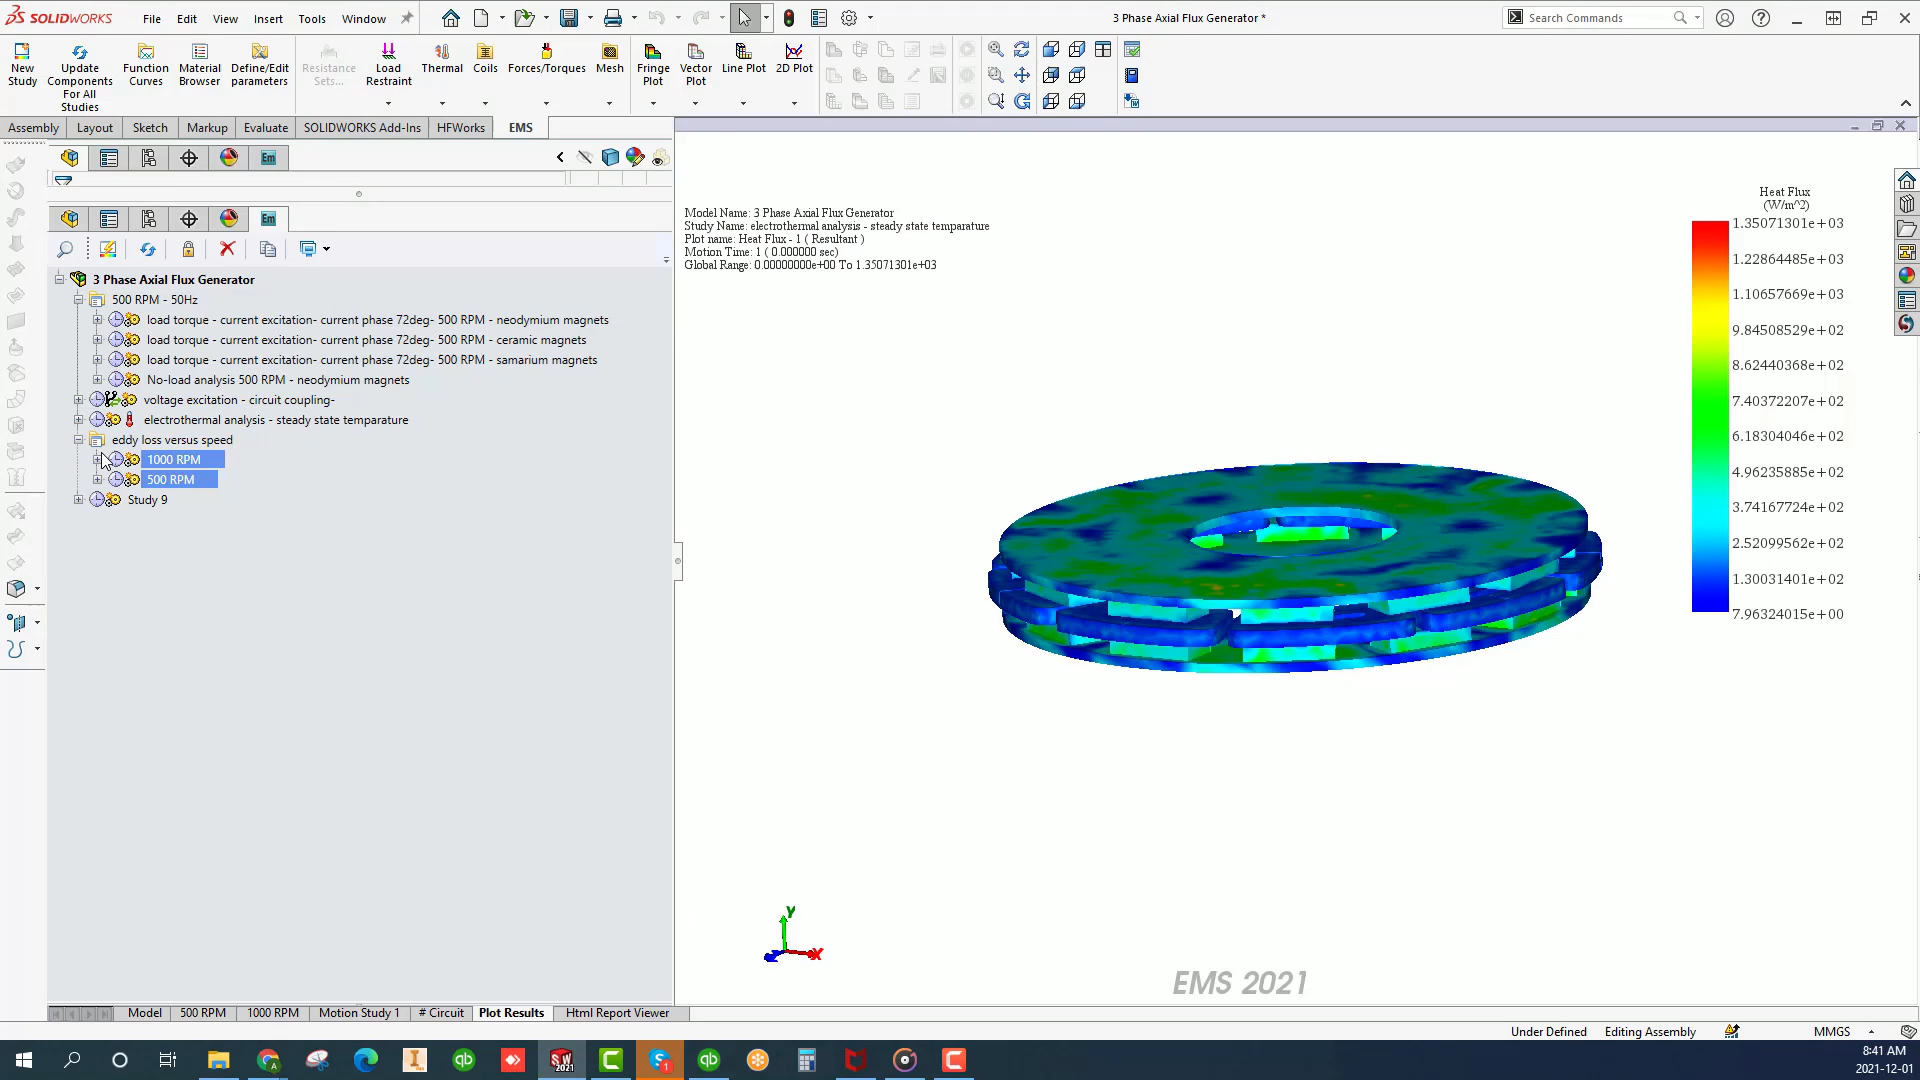 SOLIDWORKS File Edit View Insert Tools Window 3 Phase Axial Flux Generator * Search Commands
New Study Update Components For All Studies Function Curves Material Browser Define/Edit parameters Resistance Sets... Load Restraint Thermal Coils Forces/Torques Mesh Fringe Plot Vector Plot Line Plot 2D Plot
Assembly Layout Sketch Markup Evaluate SOLIDWORKS Add-Ins HFWorks EMS
3 Phase Axial Flux Generator
500 RPM - 50Hz
load torque - current excitation- current phase 72deg- 500 RPM - neodymium magnets
load torque - current excitation- current phase 72deg- 500 RPM - ceramic magnets
load torque - current excitation- current phase 72deg- 500 RPM - samarium magnets
No-load analysis 500 RPM - neodymium magnets
voltage excitation - circuit coupling-
electrothermal analysis - steady state temparature
eddy loss versus speed
1000 RPM
500 RPM
Study 9
Model Name: 3 Phase Axial Flux Generator
Study Name: electrothermal analysis - steady state temparature
Plot name: Heat Flux - 1 ( Resultant )
Motion Time: 1 ( 0.000000 sec)
Global Range: 0.00000000e+00 To 1.35071301e+03
Heat Flux
(W/m^2)
1.35071301e+03
1.22864485e+03
1.10657669e+03
9.84508529e+02
8.62440368e+02
7.40372207e+02
6.18304046e+02
4.96235885e+02
3.74167724e+02
2.52099562e+02
1.30031401e+02
7.96324015e+00
Y
X
Z
EMS 2021
Model 500 RPM 1000 RPM Motion Study 1 # Circuit Plot Results Html Report Viewer
Under Defined Editing Assembly MMGS
8:41 AM
2021-12-01